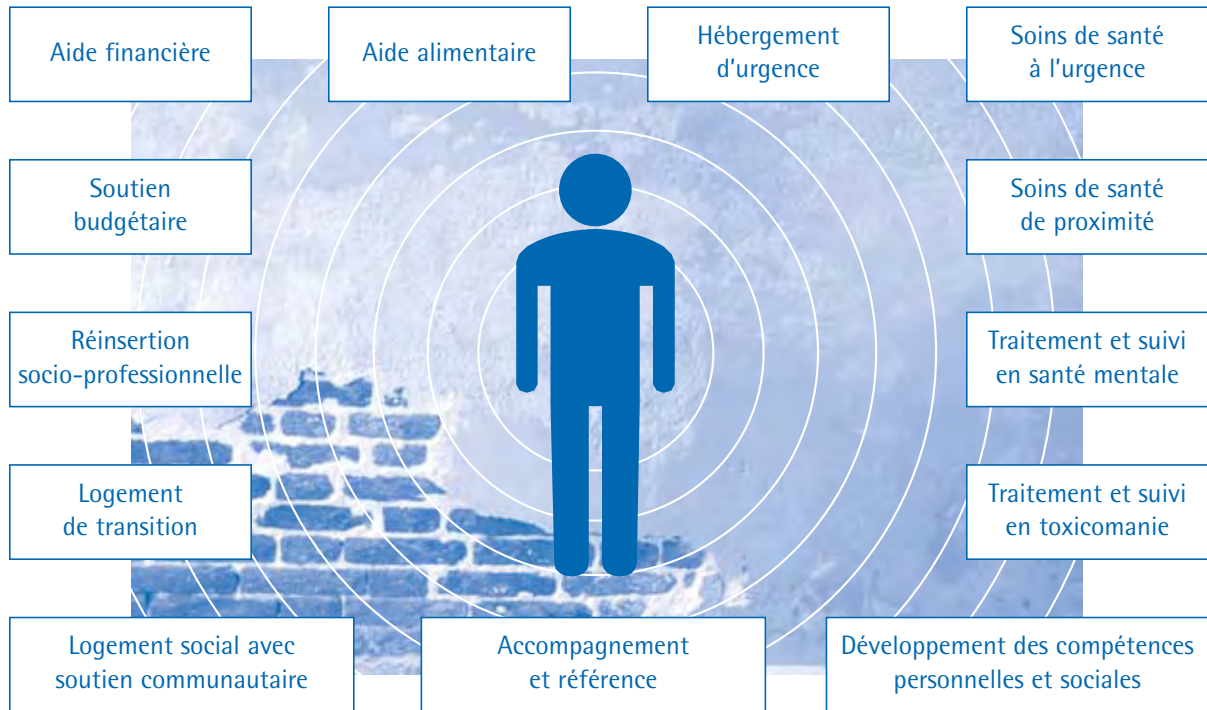 Aide financière
Aide alimentaire
Hébergement
d'urgence
Soins de santé
à l'urgence
Soutien
budgétaire
Soins de santé
de proximité
Réinsertion
socio-professionnelle
Traitement et suivi
en santé mentale
Logement
de transition
Traitement et suivi
en toxicomanie
Logement social avec
soutien communautaire
Accompagnement
et référence
Développement des compétences
personnelles et sociales